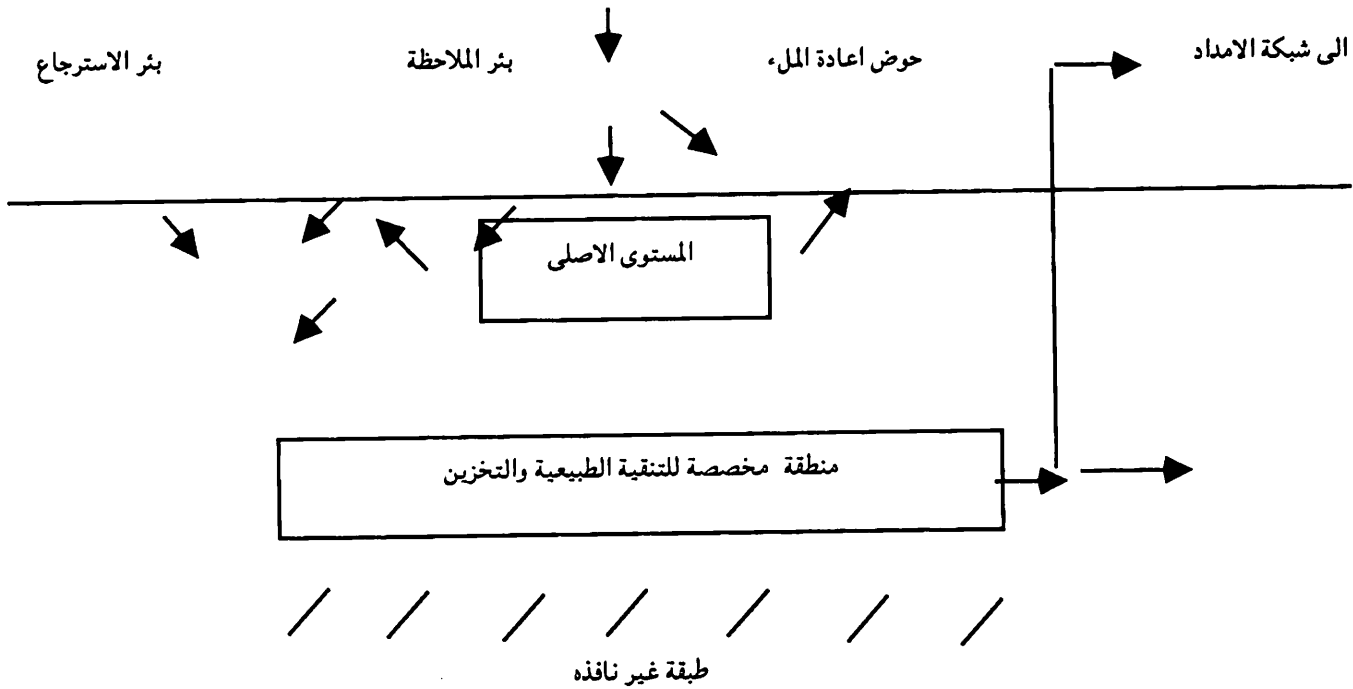 الى شبكة الامداد
حوض اعادة الملء
بئر الملاحظة
بئر الاسترجاع
المستوى الاصلى
منطقة مخصصة للتنقية الطبيعية والتخزين
طبقة غير نافذه